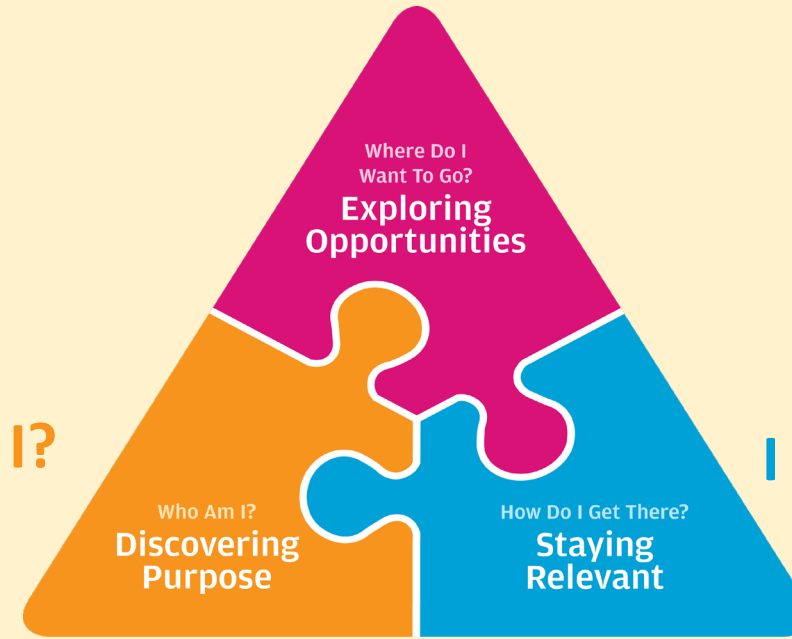 Where Do I
Want To Go?
Exploring
Opportunities
I?
Who Am I?
Discovering
Purpose
How Do I Get There?
Staying
Relevant
I